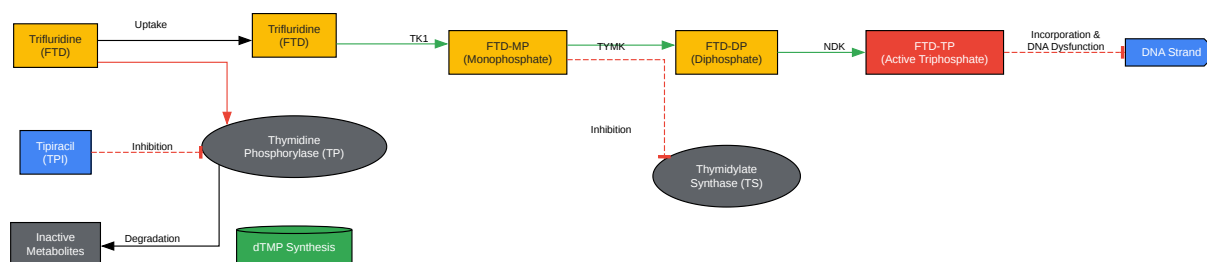 Uptake
Trifluridine
(FTD)
Trifluridine
(FTD)
TK1
FTD-MP
(Monophosphate)
TYMK
FTD-DP
(Diphosphate)
NDK
FTD-TP
(Active Triphosphate)
Incorporation &
DNA Dysfunction
DNA Strand
Tipiracil
(TPI)
Inhibition
Thymidine
Phosphorylase (TP)
Inhibition
Thymidylate
Synthase (TS)
Inactive
Metabolites
Degradation
dTMP Synthesis